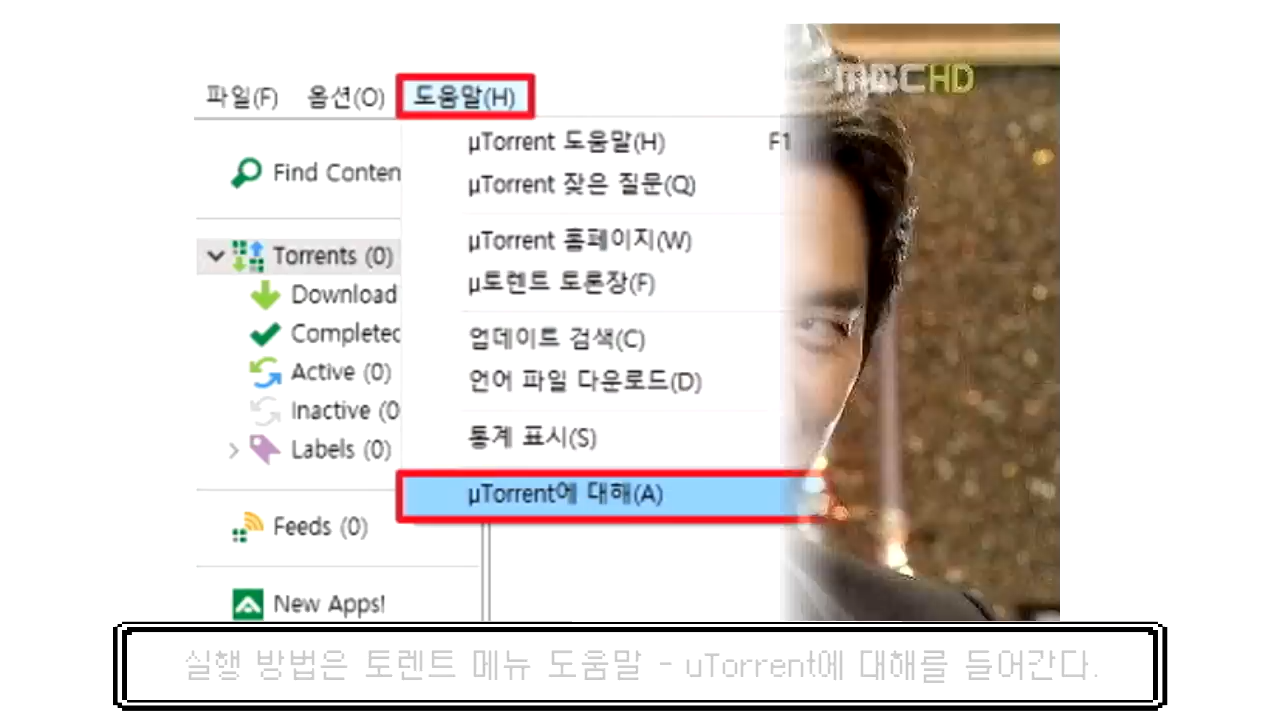 MBCHD
파일(F) 옵션(O) 도움말(H)
μTorrent 도움말(H) F1
Find Conten
μTorrent 잦은 질문(Q)
μTorrent 홈페이지(W)
Torrents (0)
μ토렌트 토론장(F)
Download
Completed
업데이트 검색(C)
Active (0)
언어 파일 다운로드(D)
Inactive (0
Labels (0)
통계 표시(S)
μTorrent에 대해(A)
Feeds (0)
New Apps!
실행 방법은 토렌트 메뉴 도움말 - uTorrent에 대해를 들어간다.